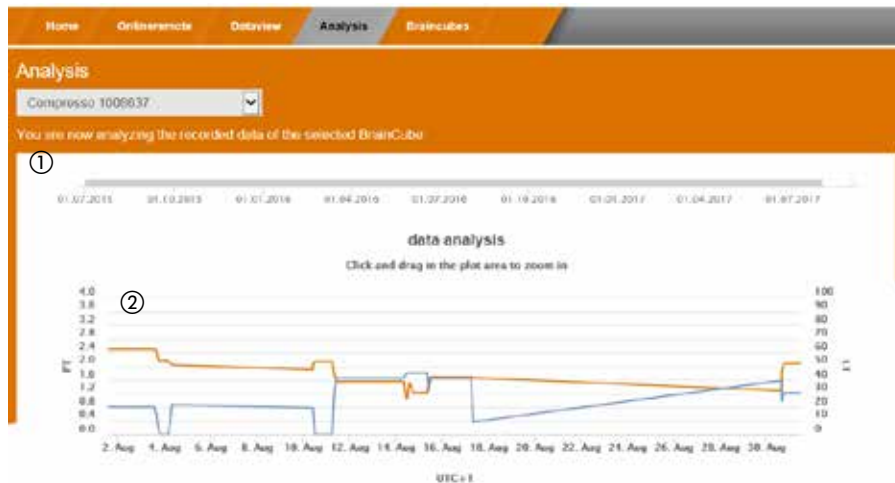 Home Onlineremote Dataview Analysis Braincubes
Analysis
Compresso 1008637
You are now analyzing the recorded data of the selected BrainCube
①
01.07.2015 01.10.2015 01.01.2016 01.04.2016 01.07.2016 01.10.2016 01.01.2017 01.04.2017 01.07.2017
data analysis
Click and drag in the plot area to zoom in
②
4.0 100
3.6 90
3.2 80
2.8 70
2.4 60
2.0 50
PT
1.6 40
1.2 30
0.8 20
0.4 10
0.0 0
2. Aug 4. Aug 6. Aug 8. Aug 10. Aug 12. Aug 14. Aug 16. Aug 18. Aug 20. Aug 22. Aug 24. Aug 26. Aug 28. Aug 30. Aug
UTC+1